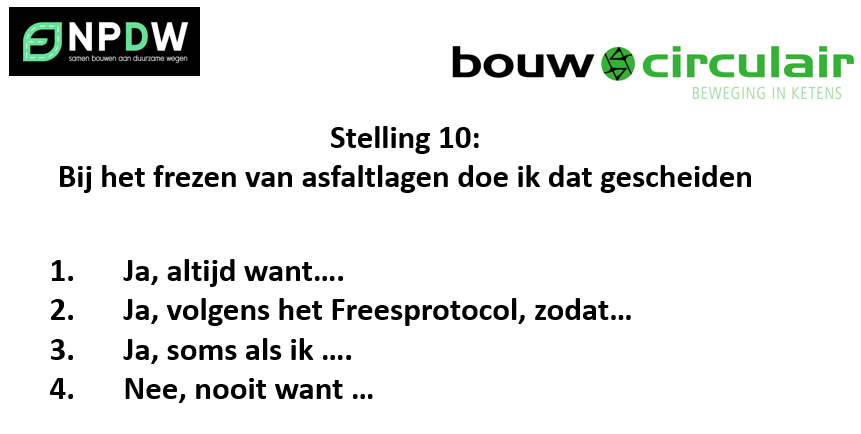 NPDW
samen bouwen aan duurzame wegen
bouw circulair
BEWEGING IN KETENS
Stelling 10:
Bij het frezen van asfaltlagen doe ik dat gescheiden
1. Ja, altijd want….
2. Ja, volgens het Freesprotocol, zodat…
3. Ja, soms als ik ….
4. Nee, nooit want …